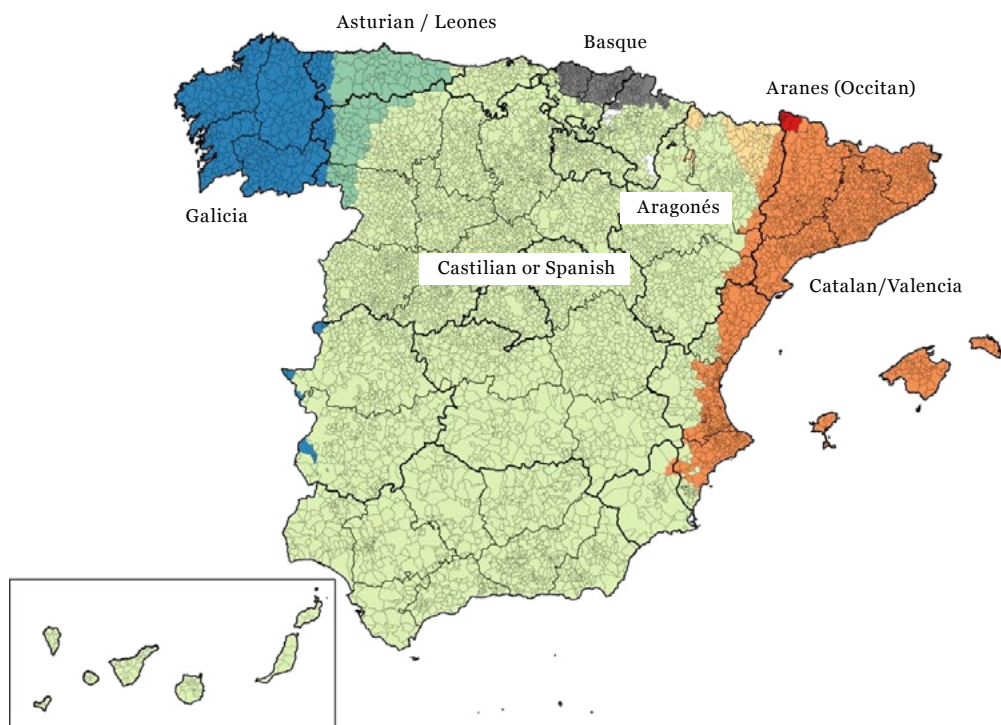 Asturian / Leones
Basque
Aranes (Occitan)
Galicia
Aragonés
Castilian or Spanish
Catalan/Valencia